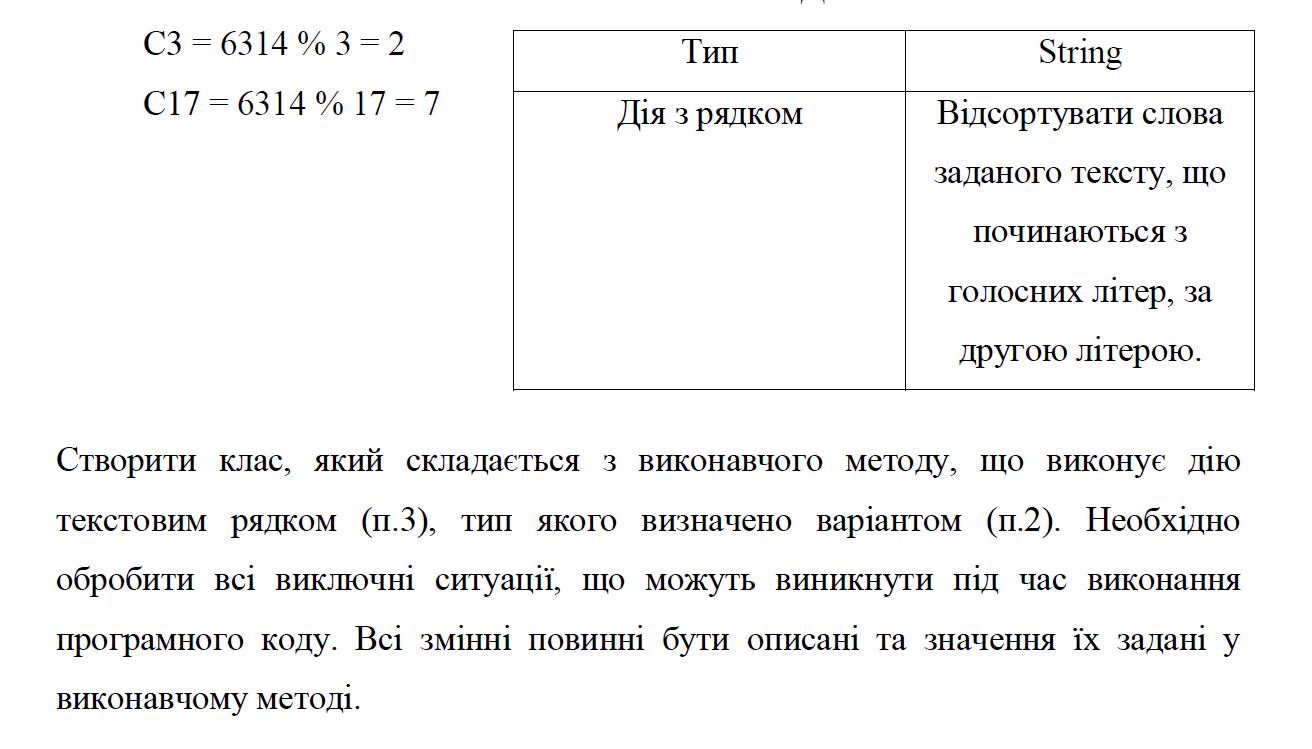 C3 = 6314 % 3 = 2
C17 = 6314 % 17 = 7
Тип
String
Дія з рядком
Відсортувати слова
заданого тексту, що
починаються з
голосних літер, за
другою літерою.
Створити клас, який складається з виконавчого методу, що виконує дію
текстовим рядком (п.3), тип якого визначено варіантом (п.2). Необхідно
обробити всі виключні ситуації, що можуть виникнути під час виконання
програмного коду. Всі змінні повинні бути описані та значення їх задані у
виконавчому методі.